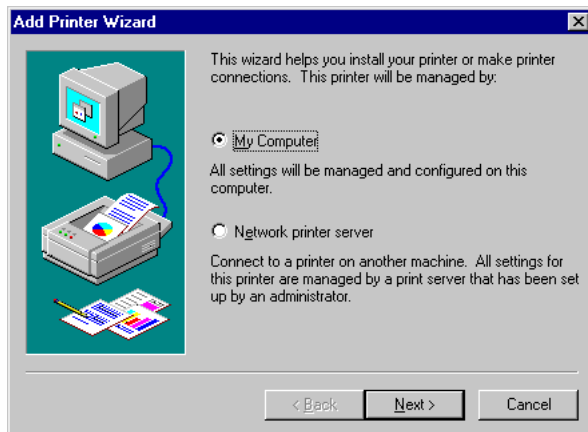 Add Printer Wizard
This wizard helps you install your printer or make printer
connections. This printer will be managed by:
My Computer
All settings will be managed and configured on this
computer.
Network printer server
Connect to a printer on another machine. All settings for
this printer are managed by a print server that has been set
up by an administrator.
< Back
Next >
Cancel